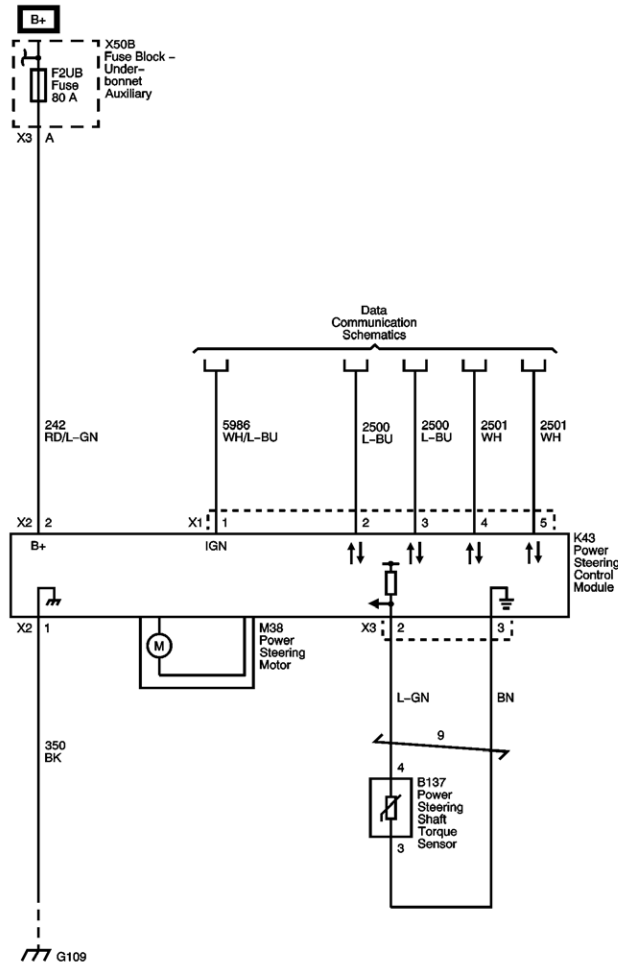 B+
X50B
Fuse Block –
Under–
bonnet
Auxiliary
F2UB
Fuse
80 A
X3 A
Data
Communication
Schematics
242
RD/L-GN
5986
WH/L-BU
2500
L-BU
2500
L-BU
2501
WH
2501
WH
X2 2
X1 1 2 3 4 5
B+
IGN
K43
Power
Steering
Control
Module
X2 1
M
M38
Power
Steering
Motor
X3 2 3
L-GN
BN
9
350
BK
4
B137
Power
Steering
Shaft
Torque
Sensor
3
G109